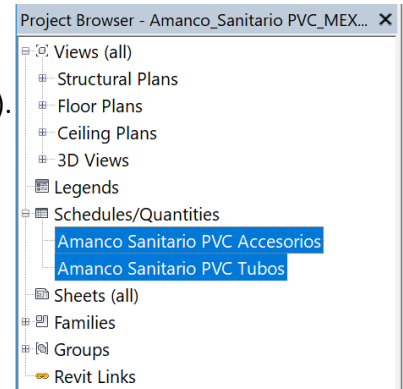 Project Browser - Amanco_Sanitario PVC_MEX...
Views (all)
Structural Plans
).
Floor Plans
Ceiling Plans
3D Views
Legends
Schedules/Quantities
Amanco Sanitario PVC Accesorios
Amanco Sanitario PVC Tubos
Sheets (all)
Families
Groups
Revit Links